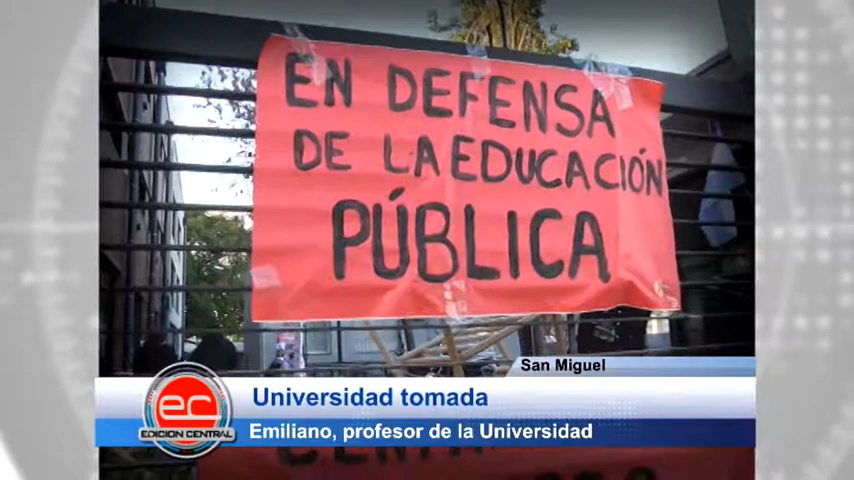 EN DEFENSA
DE LA EDUCACIÓN
PÚBLICA
San Miguel
Universidad tomada
ec
EDICION CENTRAL
Emiliano, profesor de la Universidad